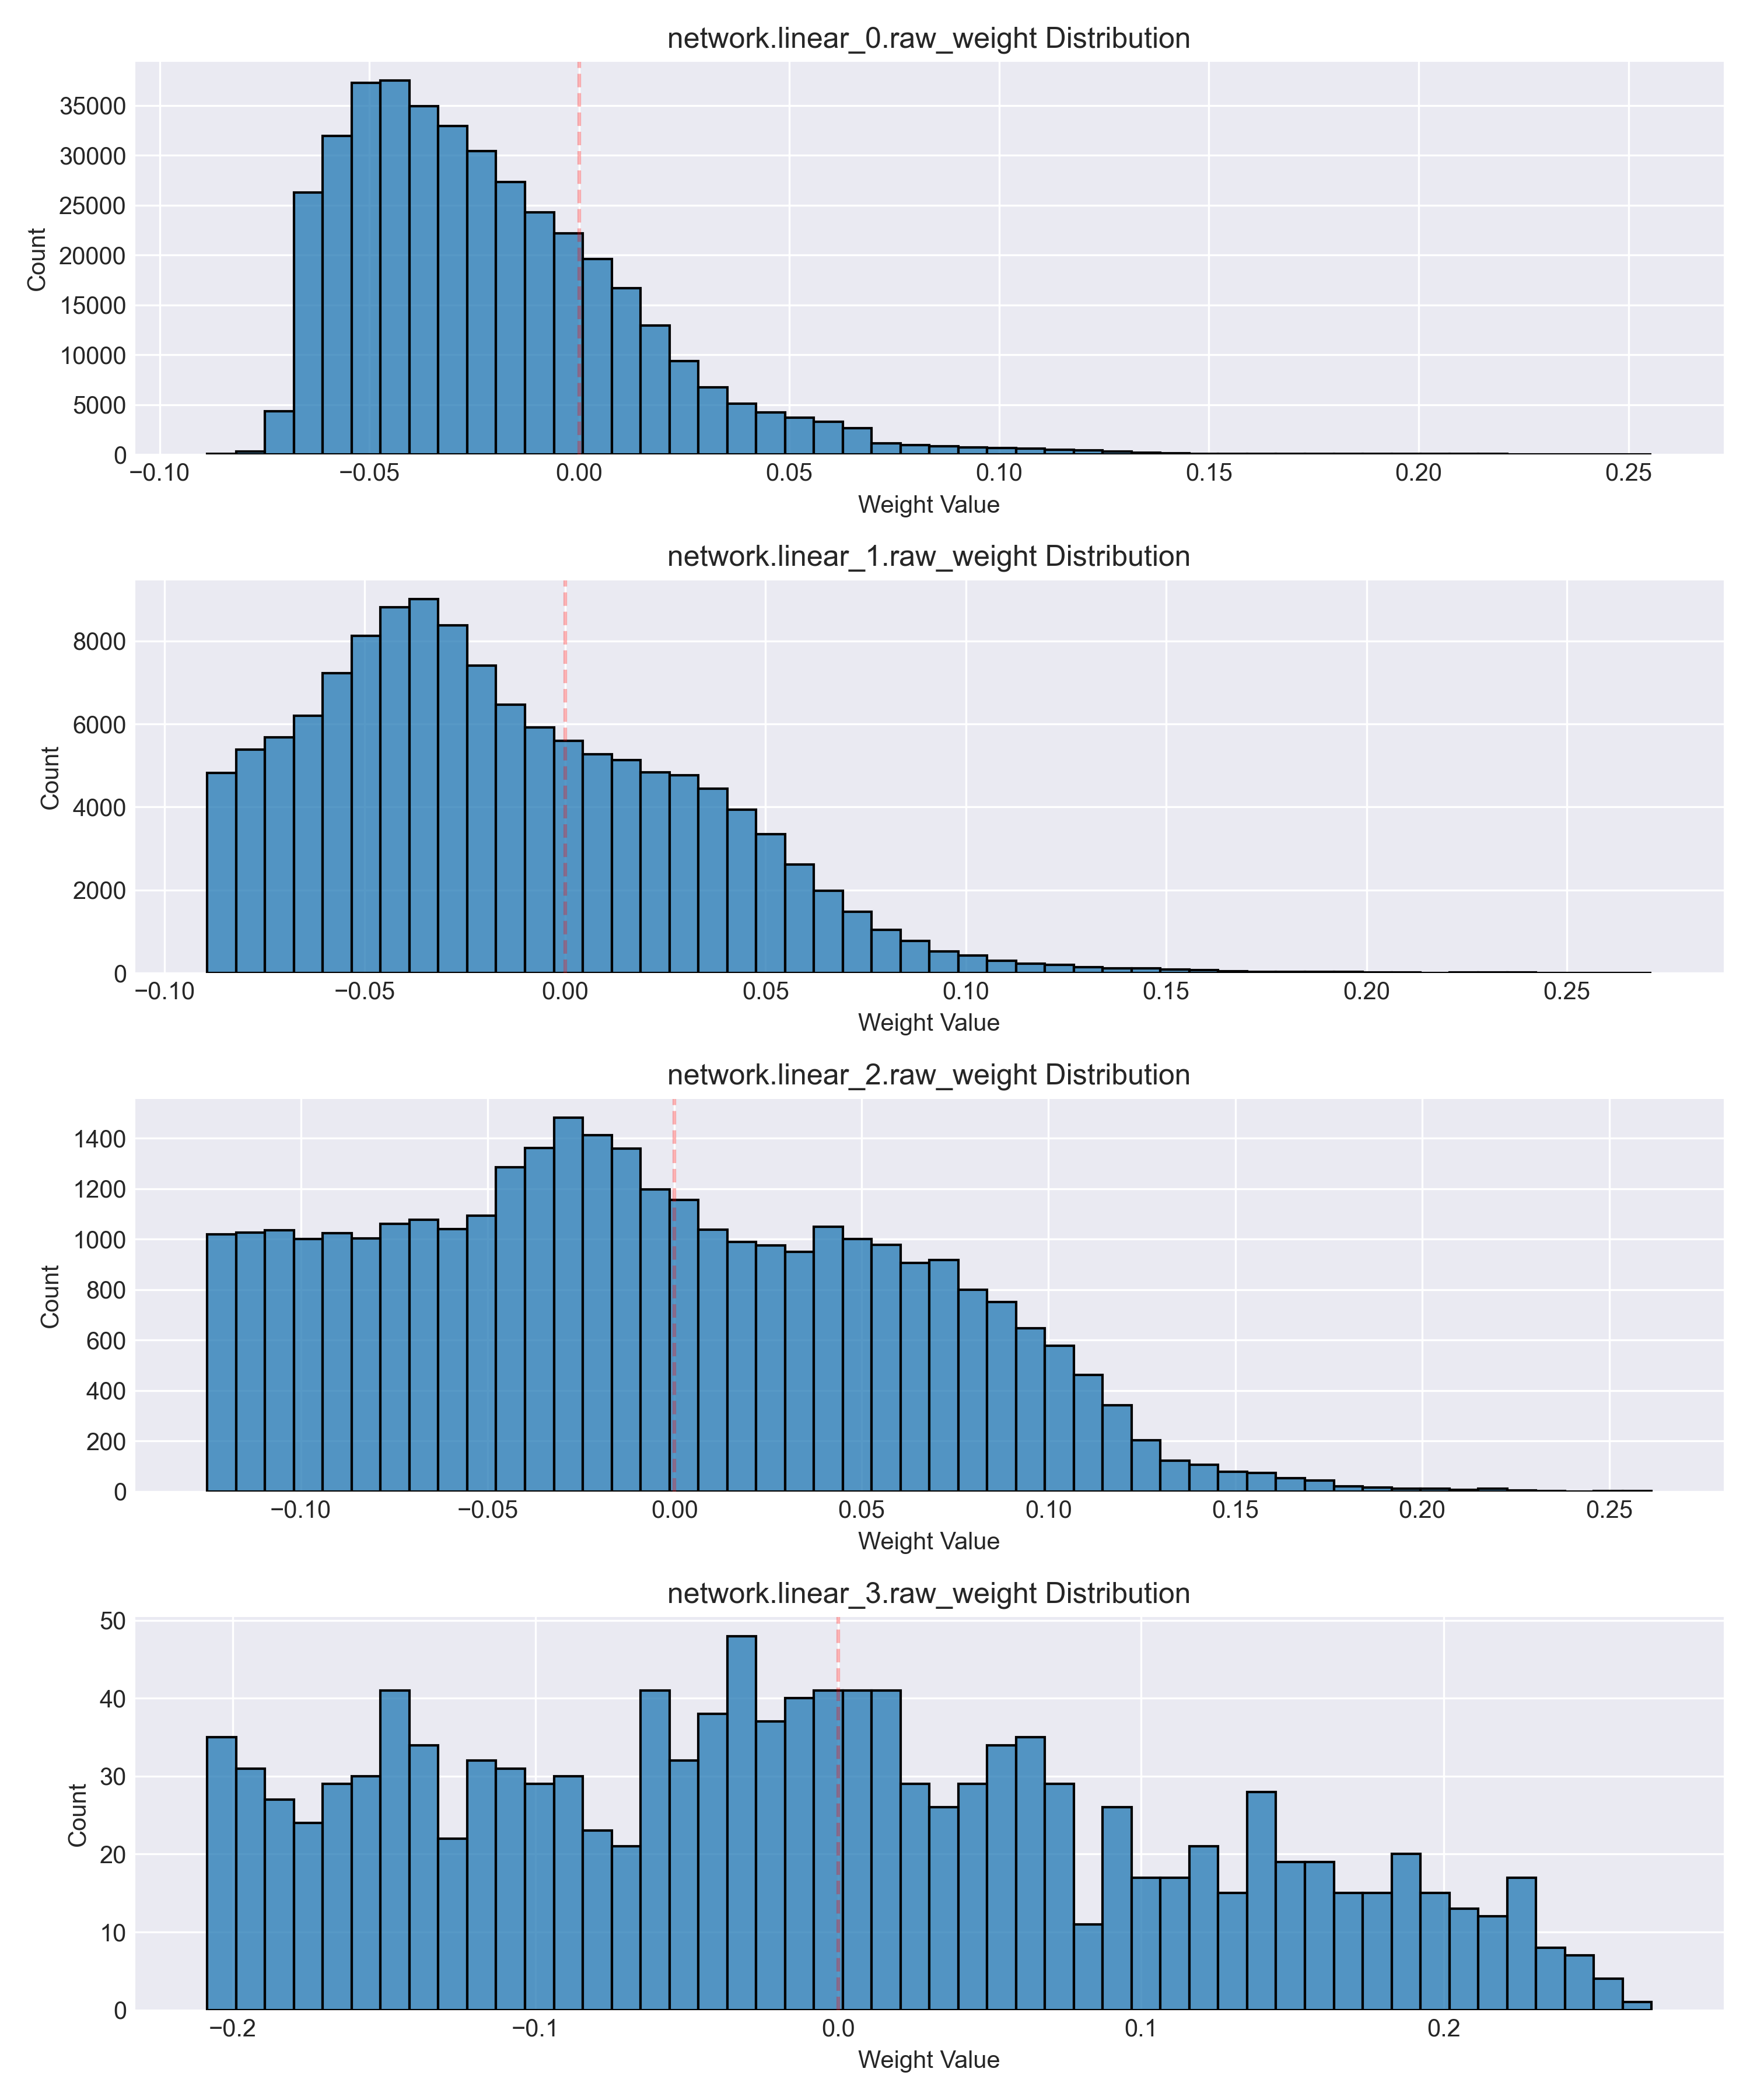 network.linear_0.raw_weight Distribution
35000
30000
25000
20000
15000
10000
5000
0
Count
−0.10 −0.05 0.00 0.05 0.10 0.15 0.20 0.25
Weight Value
network.linear_1.raw_weight Distribution
8000
6000
4000
2000
0
Count
−0.10 −0.05 0.00 0.05 0.10 0.15 0.20 0.25
Weight Value
network.linear_2.raw_weight Distribution
1400
1200
1000
800
600
400
200
0
Count
−0.10 −0.05 0.00 0.05 0.10 0.15 0.20 0.25
Weight Value
network.linear_3.raw_weight Distribution
50
40
30
20
10
0
Count
−0.2 −0.1 0.0 0.1 0.2
Weight Value